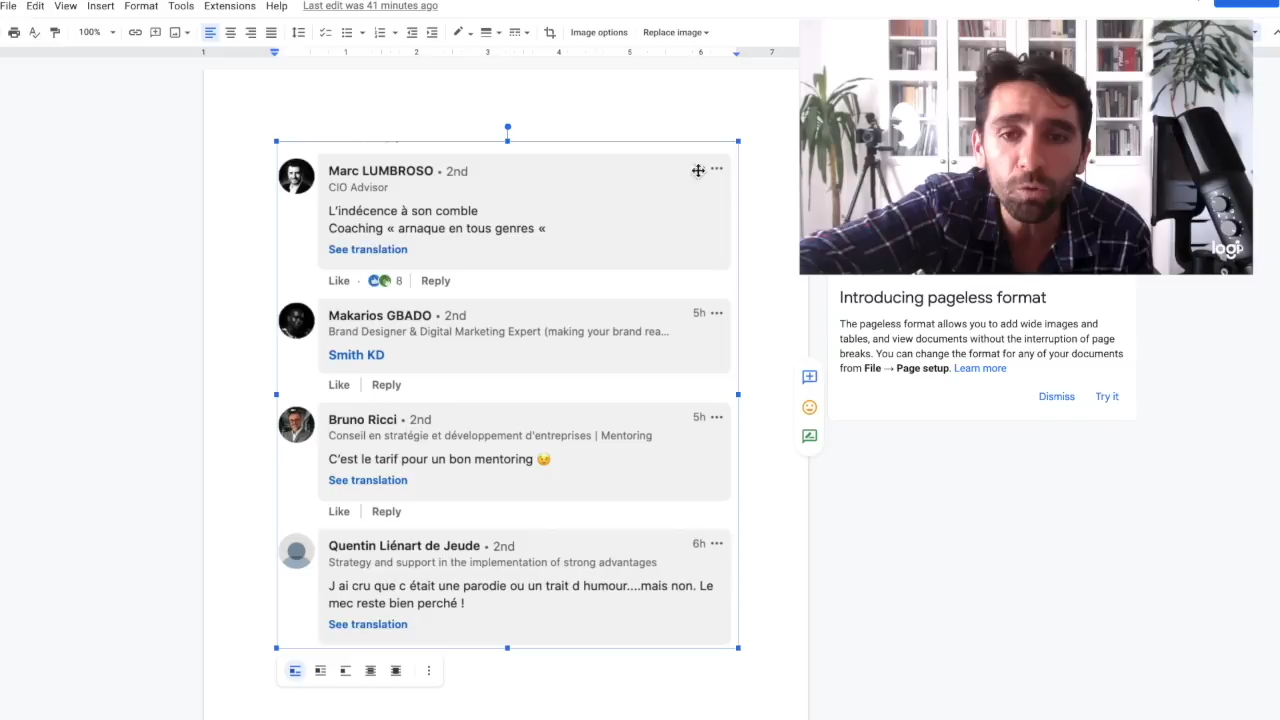 File Edit View Insert Format Tools Extensions Help Last edit was 41 minutes ago
100% Image options Replace image
1 1 2 3 4 5 6 7
Marc LUMBROSO • 2nd
CIO Advisor
L'indécence à son comble
Coaching « arnaque en tous genres «
See translation
Like · 8 Reply
Makarios GBADO • 2nd 5h
Brand Designer & Digital Marketing Expert (making your brand rea...
Smith KD
Like Reply
Bruno Ricci • 2nd 5h
Conseil en stratégie et développement d'entreprises | Mentoring
C'est le tarif pour un bon mentoring 😉
See translation
Like Reply
Quentin Liénart de Jeude • 2nd 6h
Strategy and support in the implementation of strong advantages
J ai cru que c était une parodie ou un trait d humour....mais non. Le
mec reste bien perché !
See translation
logi
Introducing pageless format
The pageless format allows you to add wide images and
tables, and view documents without the interruption of page
breaks. You can change the format for any of your documents
from File → Page setup. Learn more
Dismiss Try it